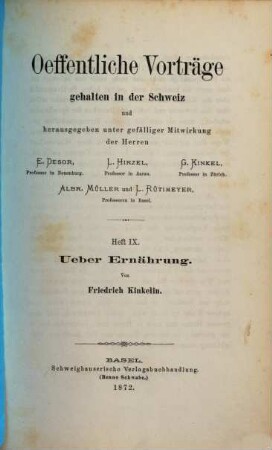 Oeffentliche Vorträge
gehalten in der Schweiz
und
herausgegeben unter gefälliger Mitwirkung
der Herren
E. Desor, L. Hirzel, G. Kinkel,
Professor in Neuenburg. Professor in Aarau. Professor in Zürich.
Albr. Müller und L. Rütimeyer,
Professoren in Basel.
Heft IX.
Ueber Ernährung.
Von
Friedrich Kinkelin.
BASEL.
Schweighauserische Verlagsbuchhandlung.
(Benno Schwabe.)
1872.